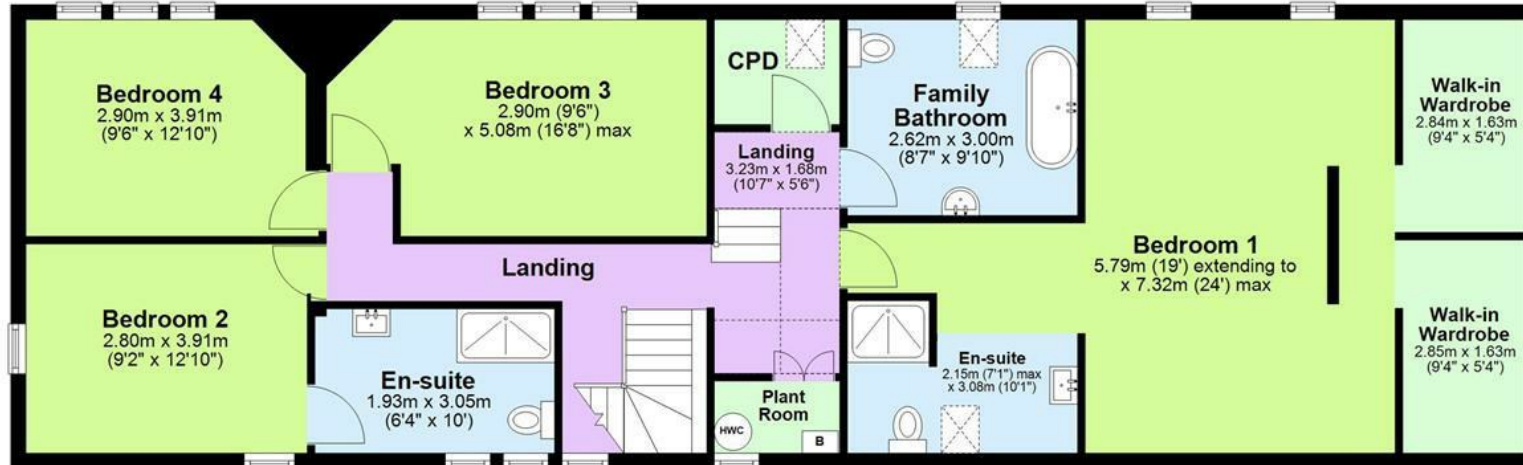 Bedroom 4
2.90m x 3.91m
(9'6" x 12'10")
Bedroom 3
2.90m (9'6")
x 5.08m (16'8") max
CPD
Landing
3.23m x 1.68m
(10'7" x 5'6")
Family
Bathroom
2.62m x 3.00m
(8'7" x 9'10")
Walk-in
Wardrobe
2.84m x 1.63m
(9'4" x 5'4")
Bedroom 1
5.79m (19') extending to
x 7.32m (24') max
Landing
Bedroom 2
2.80m x 3.91m
(9'2" x 12'10")
En-suite
1.93m x 3.05m
(6'4" x 10')
Plant
Room
HWC
B
En-suite
2.15m (7'1") max
x 3.08m (10'1")
Walk-in
Wardrobe
2.85m x 1.63m
(9'4" x 5'4")